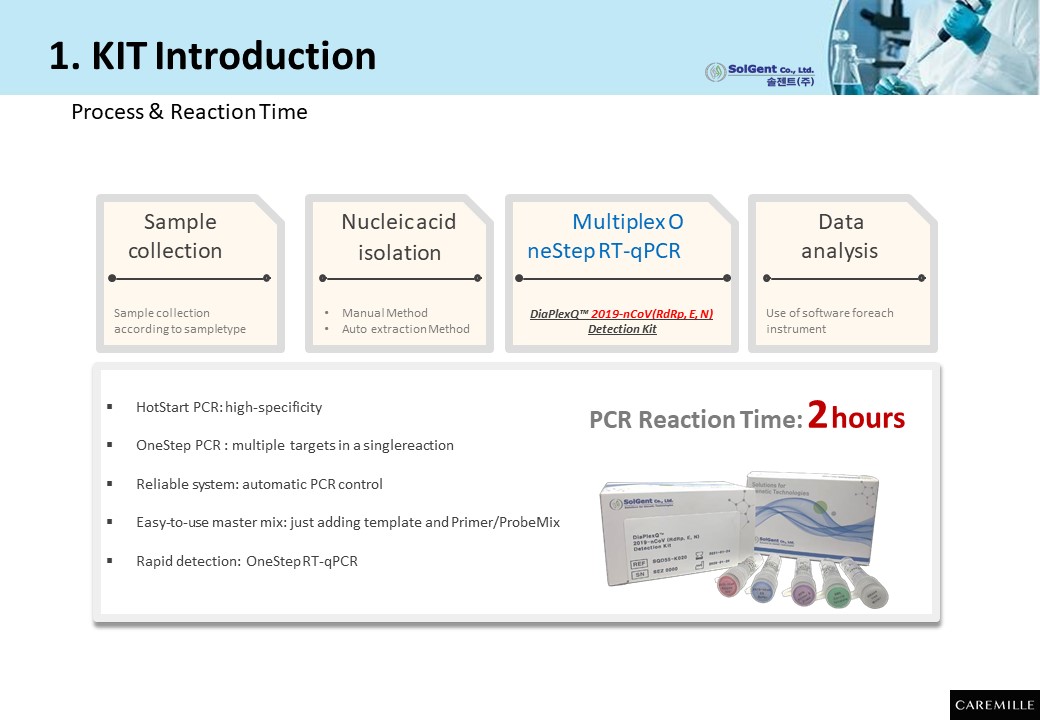 1. KIT Introduction
SolGent Co., Ltd.
솔젠트(주)
Process & Reaction Time
Sample
collection
Sample collection
according to sampletype
Nucleic acid
isolation
• Manual Method
• Auto extraction Method
Multiplex O
neStep RT-qPCR
DiaPlexQ™ 2019-nCoV(RdRp, E, N)
Detection Kit
Data
analysis
Use of software foreach
instrument
▪ HotStart PCR: high-specificity
▪ OneStep PCR : multiple targets in a singlereaction
▪ Reliable system: automatic PCR control
▪ Easy-to-use master mix: just adding template and Primer/ProbeMix
▪ Rapid detection: OneStep RT-qPCR
PCR Reaction Time: 2 hours
SolGent Co., Ltd.
DiaPlexQ™
2019-nCoV (RdRp, E, N)
Detection Kit
REF
SN
Solutions for
Genetic Technologies
SolGent Co., Ltd.
CAREMILLE